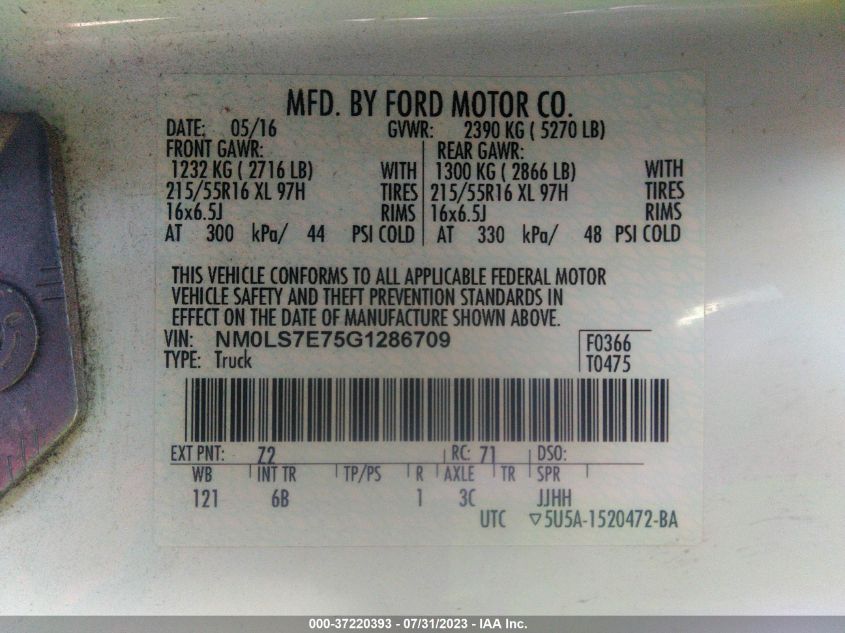 MFD. BY FORD MOTOR CO.
DATE: 05/16 GVWR: 2390 KG ( 5270 LB)
FRONT GAWR: REAR GAWR:
1232 KG ( 2716 LB) WITH 1300 KG ( 2866 LB) WITH
215/55R16 XL 97H TIRES 215/55R16 XL 97H TIRES
16x6.5J RIMS 16x6.5J RIMS
AT 300 kPa/ 44 PSI COLD AT 330 kPa/ 48 PSI COLD
THIS VEHICLE CONFORMS TO ALL APPLICABLE FEDERAL MOTOR
VEHICLE SAFETY AND THEFT PREVENTION STANDARDS IN
EFFECT ON THE DATE OF MANUFACTURE SHOWN ABOVE.
VIN: NM0LS7E75G1286709 F0366
TYPE: Truck T0475
EXT PNT: Z2 RC: 71 DSO:
WB INT TR TP/PS R AXLE TR SPR
121 6B 1 3C JJHH
UTC ▽5U5A-1520472-BA
000-37220393 - 07/31/2023 - IAA Inc.